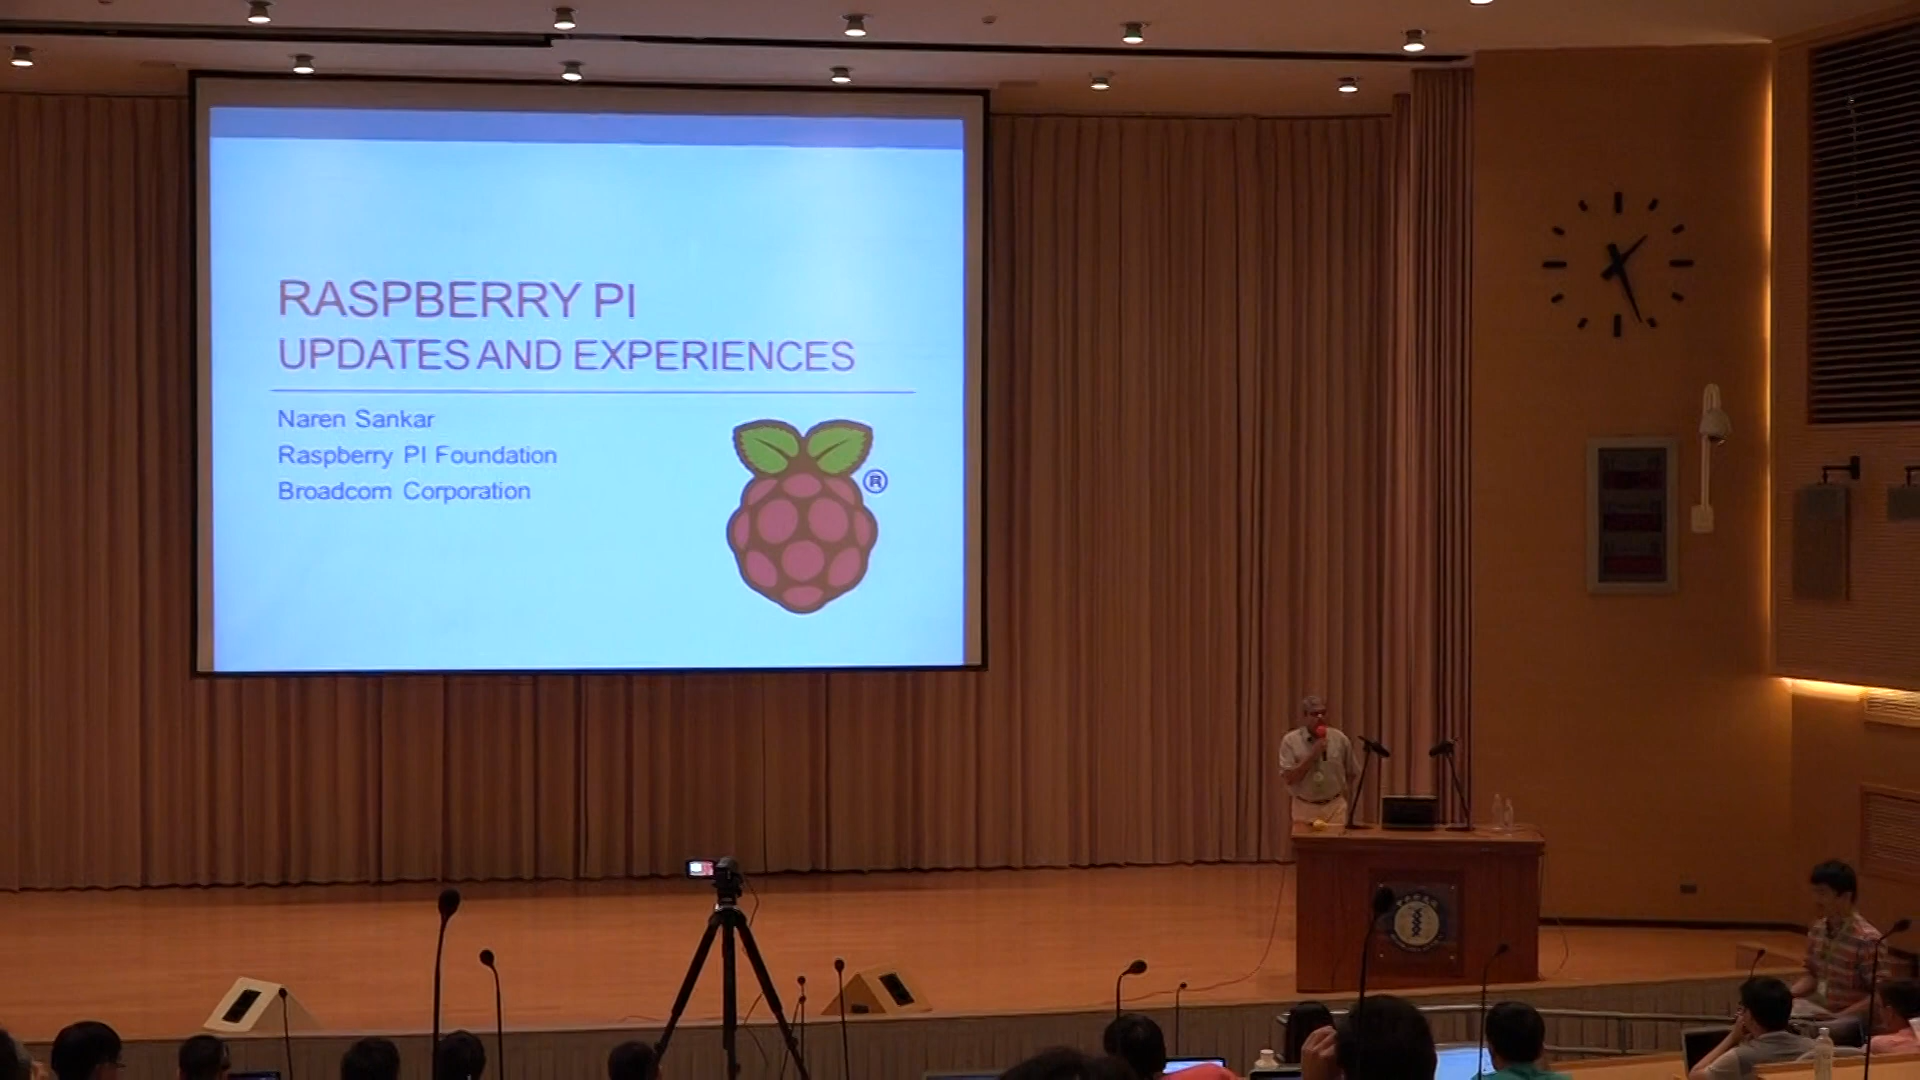 RASPBERRY PI
UPDATES AND EXPERIENCES
Naren Sankar
Raspberry PI Foundation
Broadcom Corporation
®